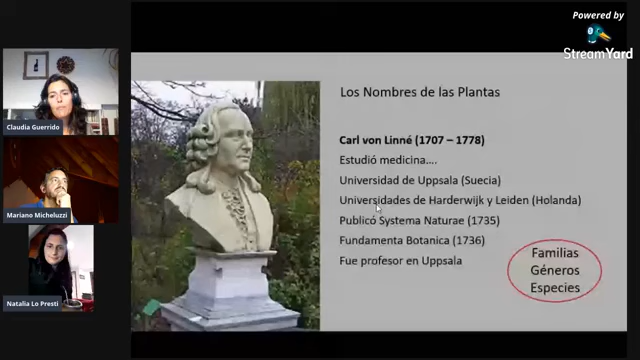 Powered by
StreamYard
Claudia Guerrido
Mariano Micheluzzi
Natalia Lo Presti
Los Nombres de las Plantas
Carl von Linné (1707 – 1778)
Estudió medicina....
Universidad de Uppsala (Suecia)
Universidades de Harderwijk y Leiden (Holanda)
Publicó Systema Naturae (1735)
Fundamenta Botanica (1736)
Fue profesor en Uppsala
Familias
Géneros
Especies